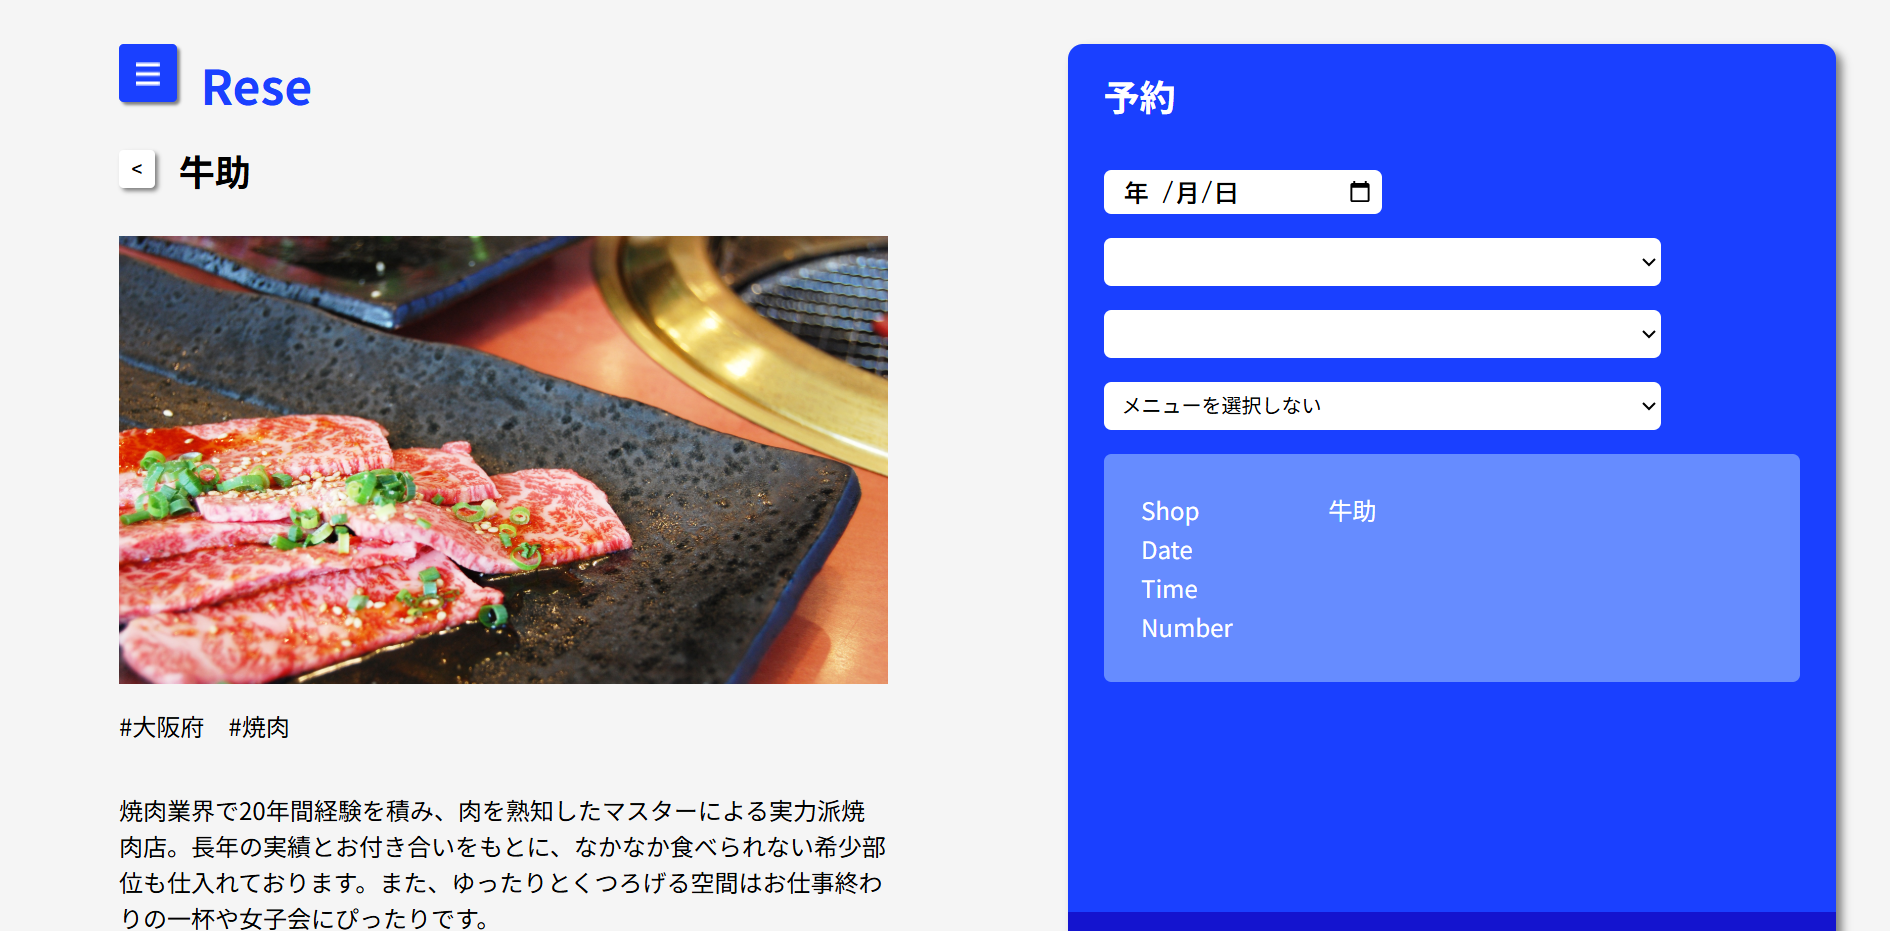 Rese
< 牛助
#大阪府 #焼肉
焼肉業界で20年間経験を積み、肉を熟知したマスターによる実力派焼
肉店。長年の実績とお付き合いをもとに、なかなか食べられない希少部
位も仕入れております。また、ゆったりとくつろげる空間はお仕事終わ
りの一杯や女子会にぴったりです。
予約
年 /月/日
メニューを選択しない
Shop 牛助
Date
Time
Number